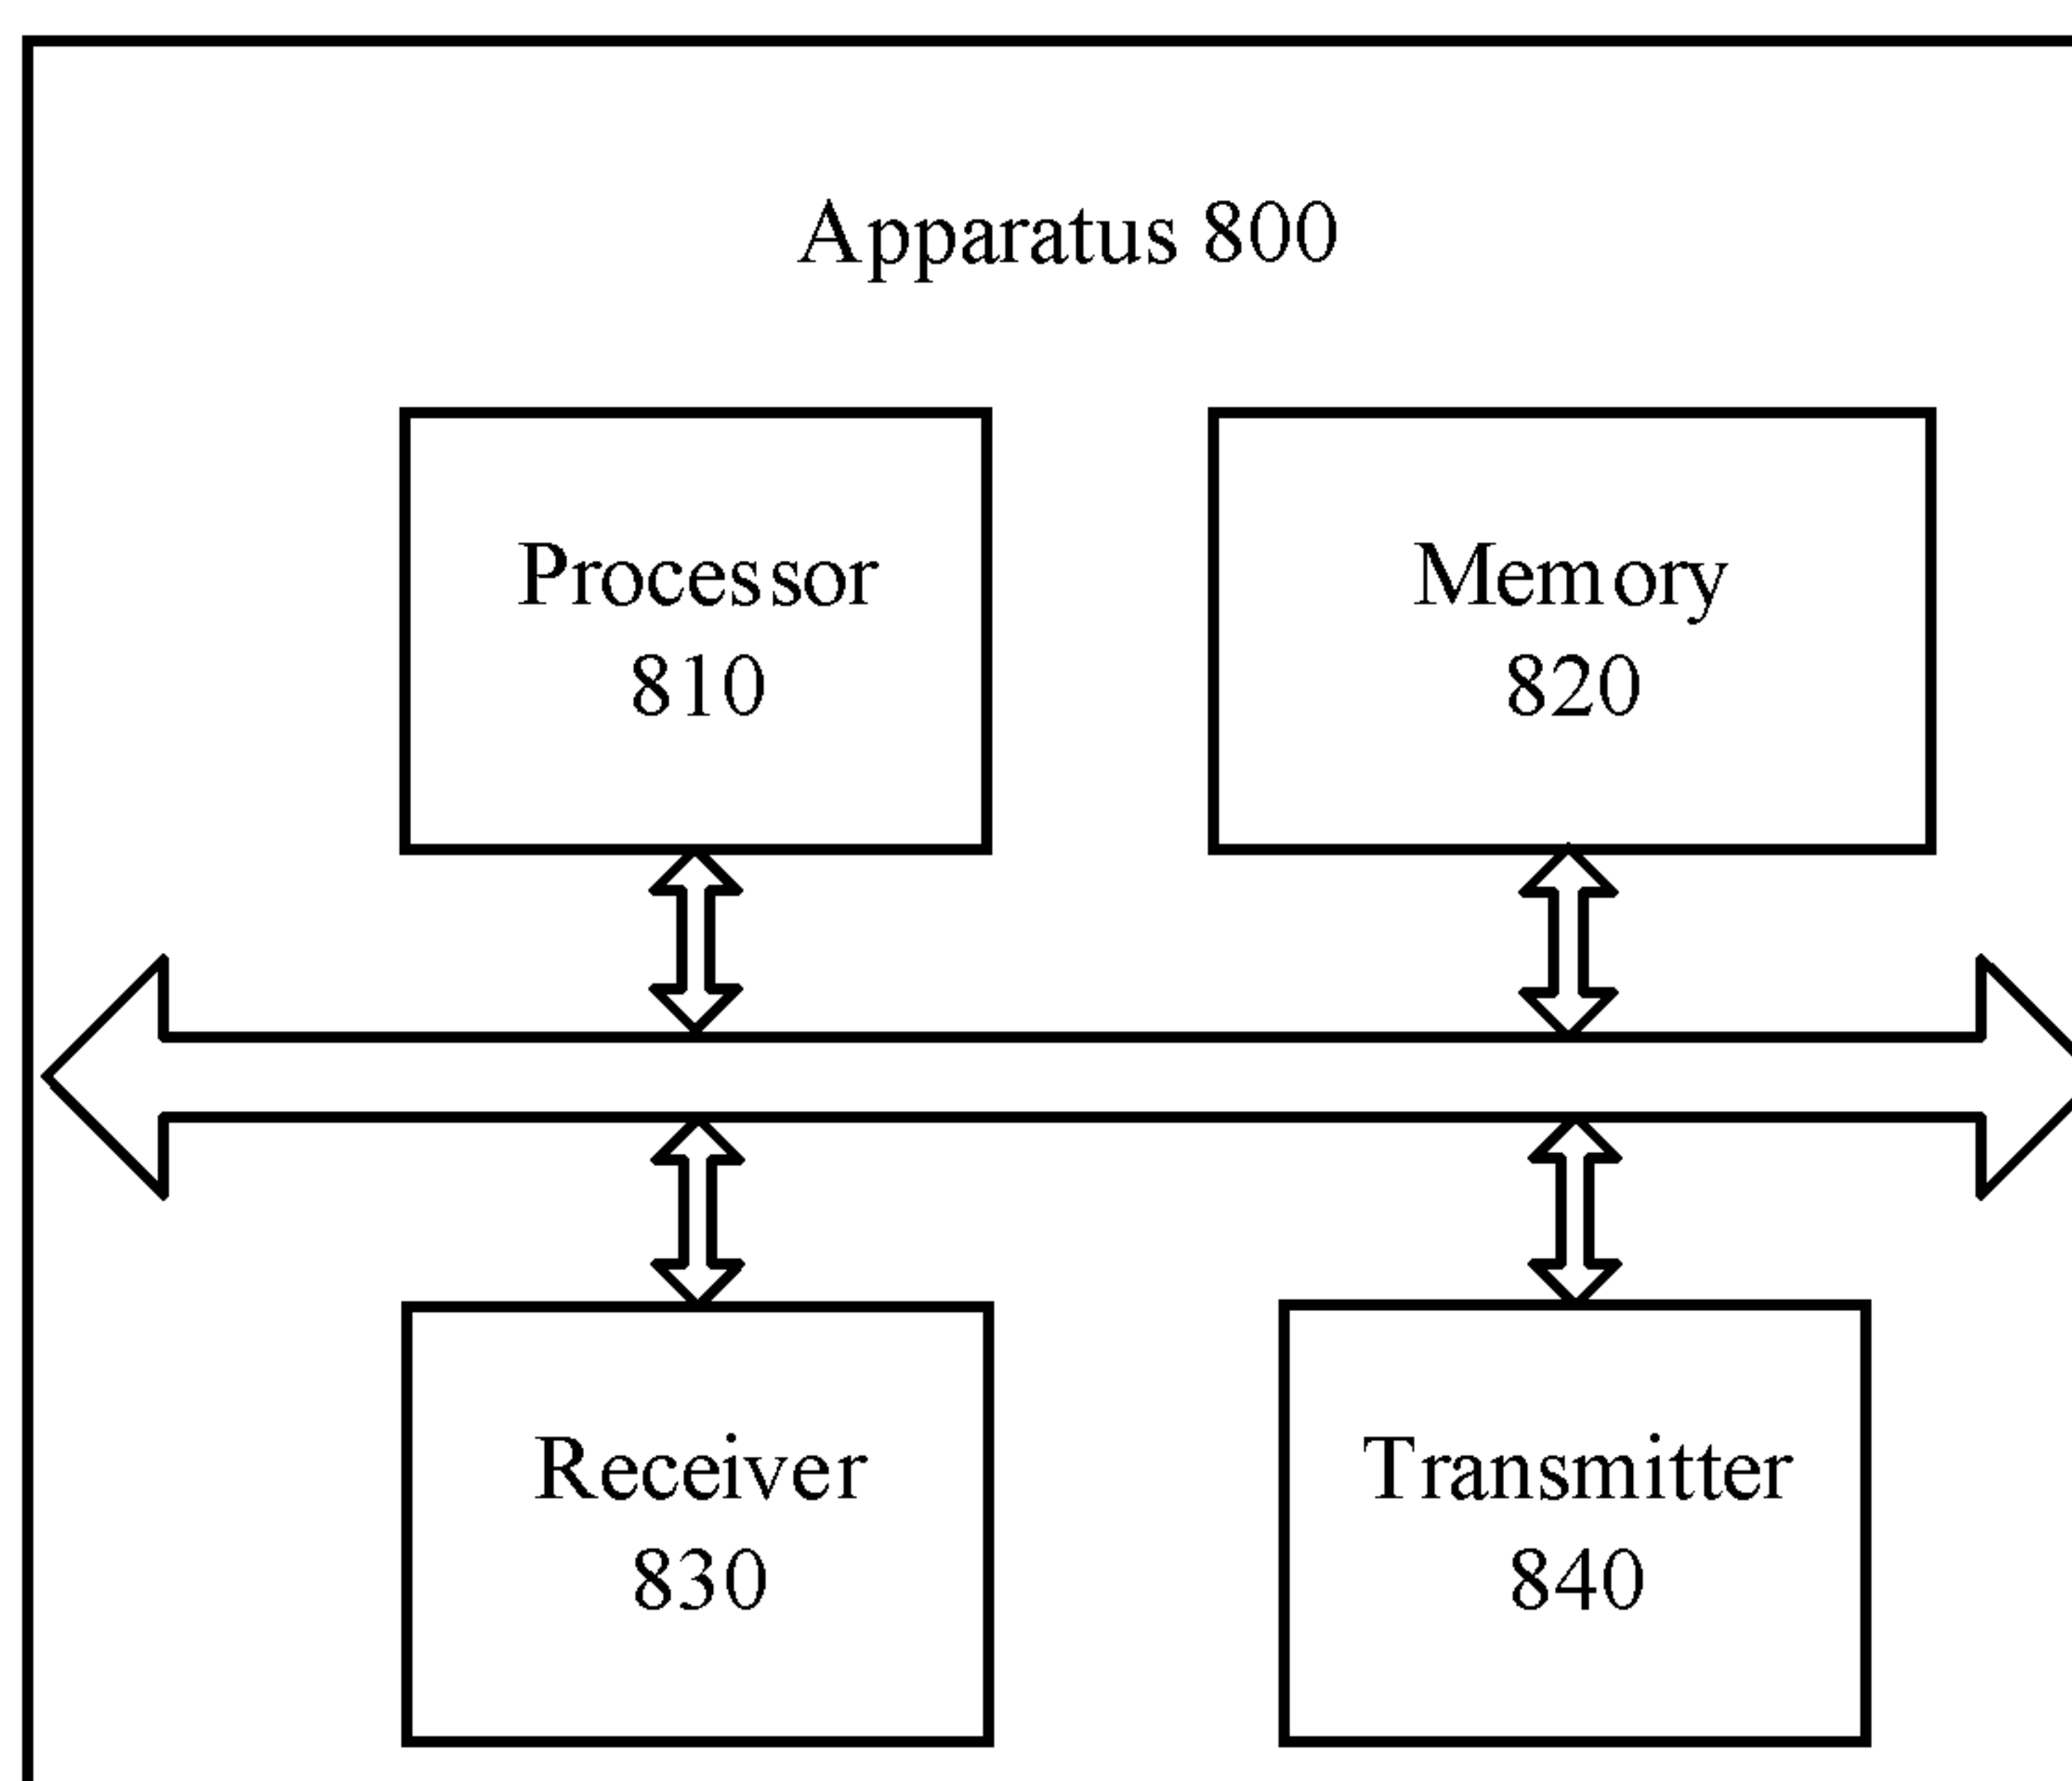 Apparatus 800
Processor
810
Memory
820
Receiver
830
Transmitter
840